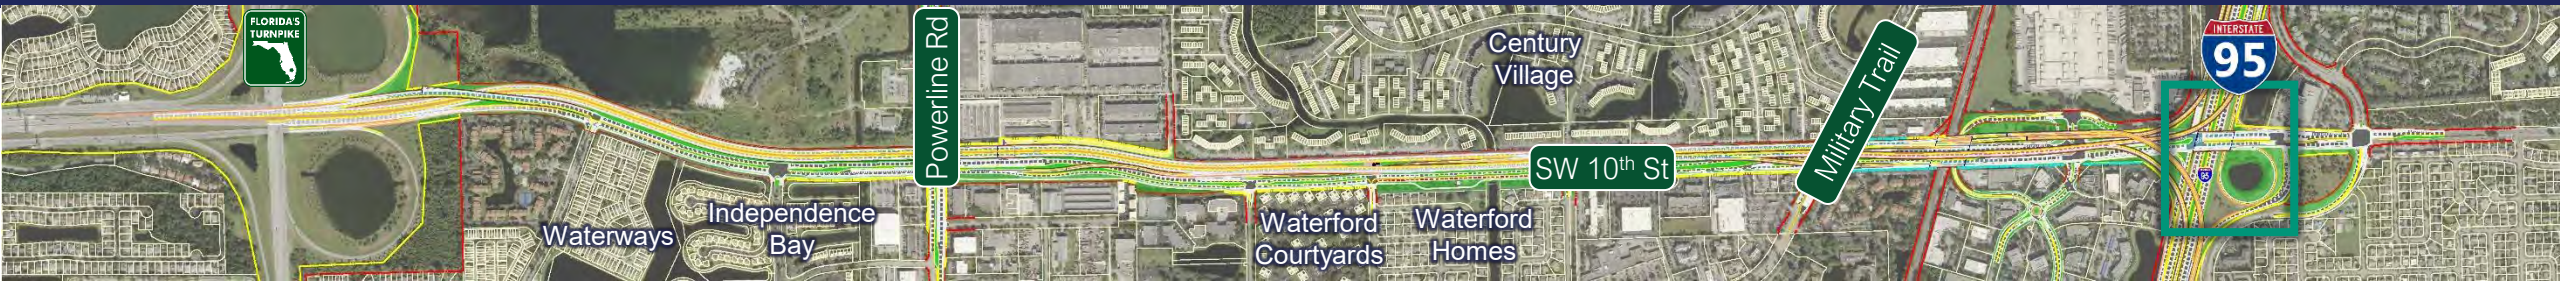 FLORIDA'S
TURNPIKE
Powerline Rd
Century
Village
Military Trail
INTERSTATE
95
SW 10th St
Waterways
Independence
Bay
Waterford
Courtyards
Waterford
Homes
95